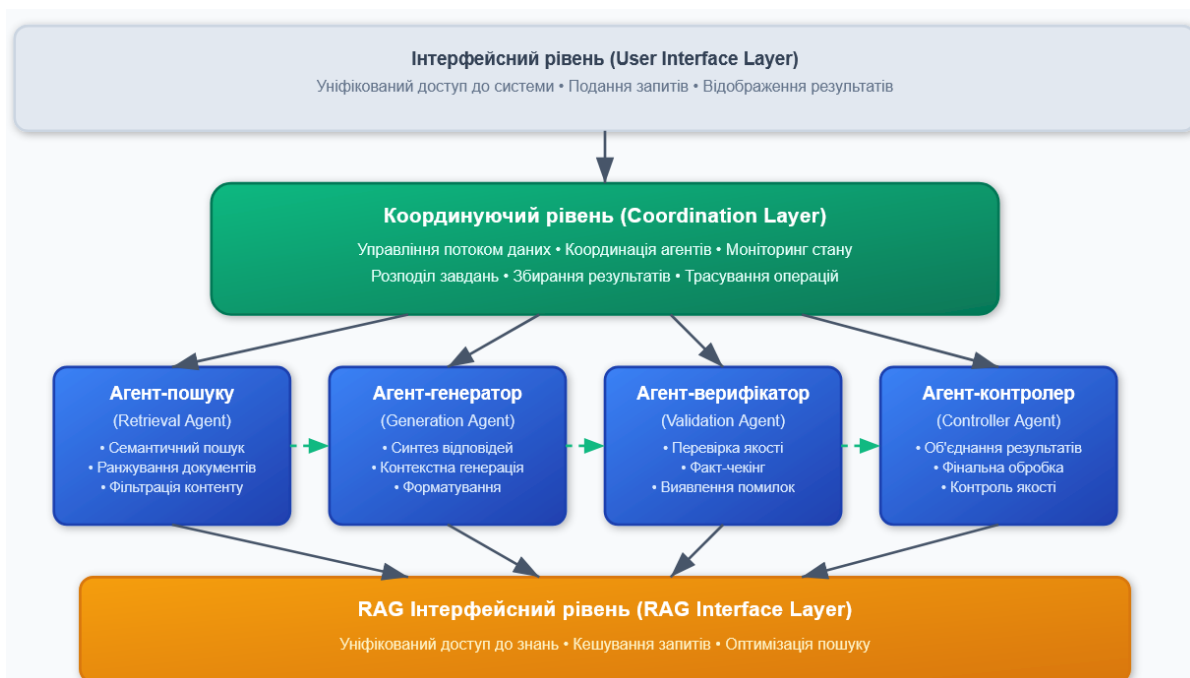 Інтерфейсний рівень (User Interface Layer)
Уніфікований доступ до системи • Подання запитів • Відображення результатів
Координуючий рівень (Coordination Layer)
Управління потоком даних • Координація агентів • Моніторинг стану
Розподіл завдань • Збирання результатів • Трасування операцій
Агент-пошуку
(Retrieval Agent)
• Семантичний пошук
• Ранжування документів
• Фільтрація контенту
Агент-генератор
(Generation Agent)
• Синтез відповідей
• Контекстна генерація
• Форматування
Агент-верифікатор
(Validation Agent)
• Перевірка якості
• Факт-чекінг
• Виявлення помилок
Агент-контролер
(Controller Agent)
• Об'єднання результатів
• Фінальна обробка
• Контроль якості
RAG Інтерфейсний рівень (RAG Interface Layer)
Уніфікований доступ до знань • Кешування запитів • Оптимізація пошуку